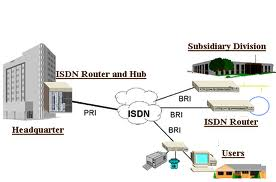 Subsidiary Division
ISDN Router and Hub
BRI
PRI
ISDN
BRI
ISDN Router
BRI
Headquarter
Users